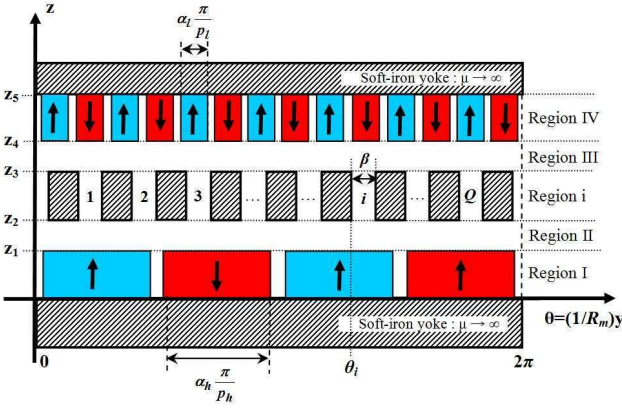 z
α_l π/p_l
Soft-iron yoke : μ → ∞
z5
Region IV
z4
Region III
β
z3
1 2 3 ... ... i ... Q
Region i
z2
Region II
z1
Region I
Soft-iron yoke : μ → ∞
θ=(1/R_m)y
0
θ_i
2π
α_h π/p_h